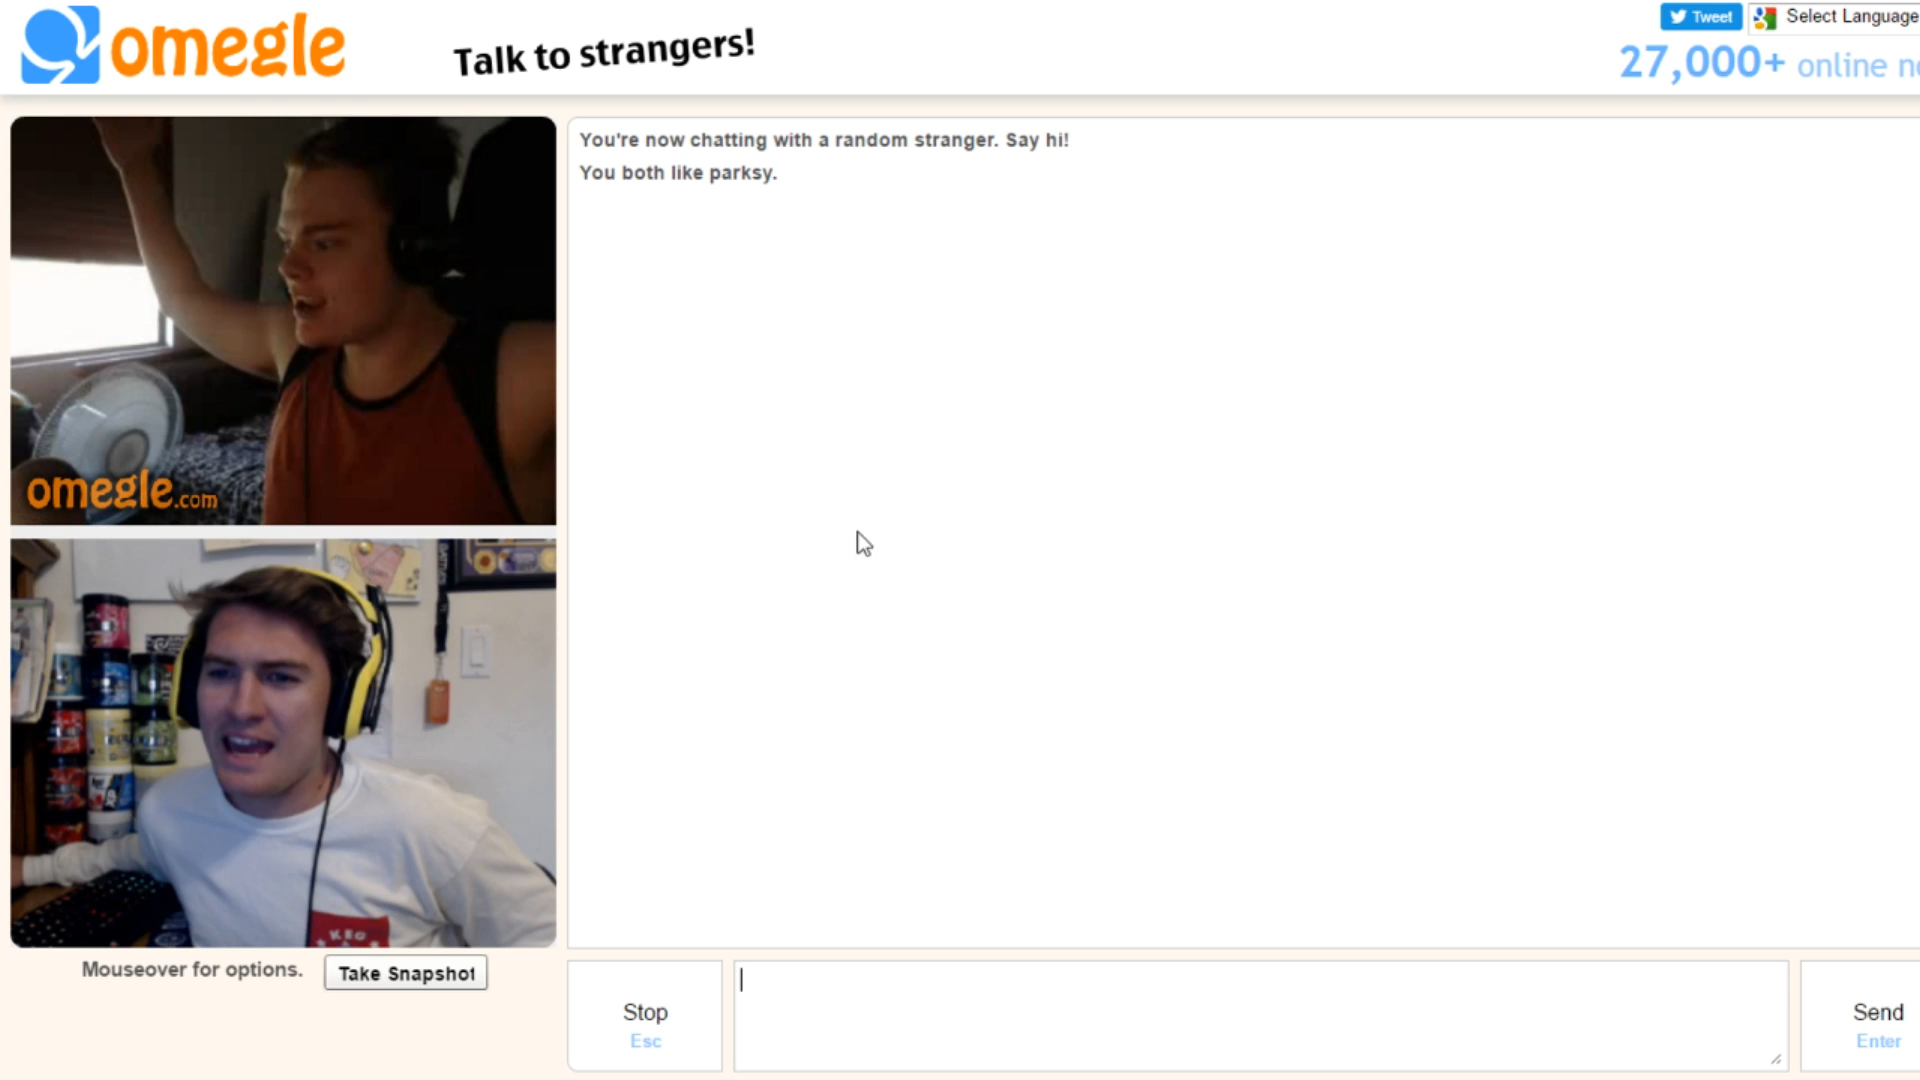 omegle
Talk to strangers!
Tweet
Select Language
27,000+ online n
You're now chatting with a random stranger. Say hi!
You both like parksy.
omegle.com
KEG
Mouseover for options.
Take Snapshot
Stop
Esc
Send
Enter